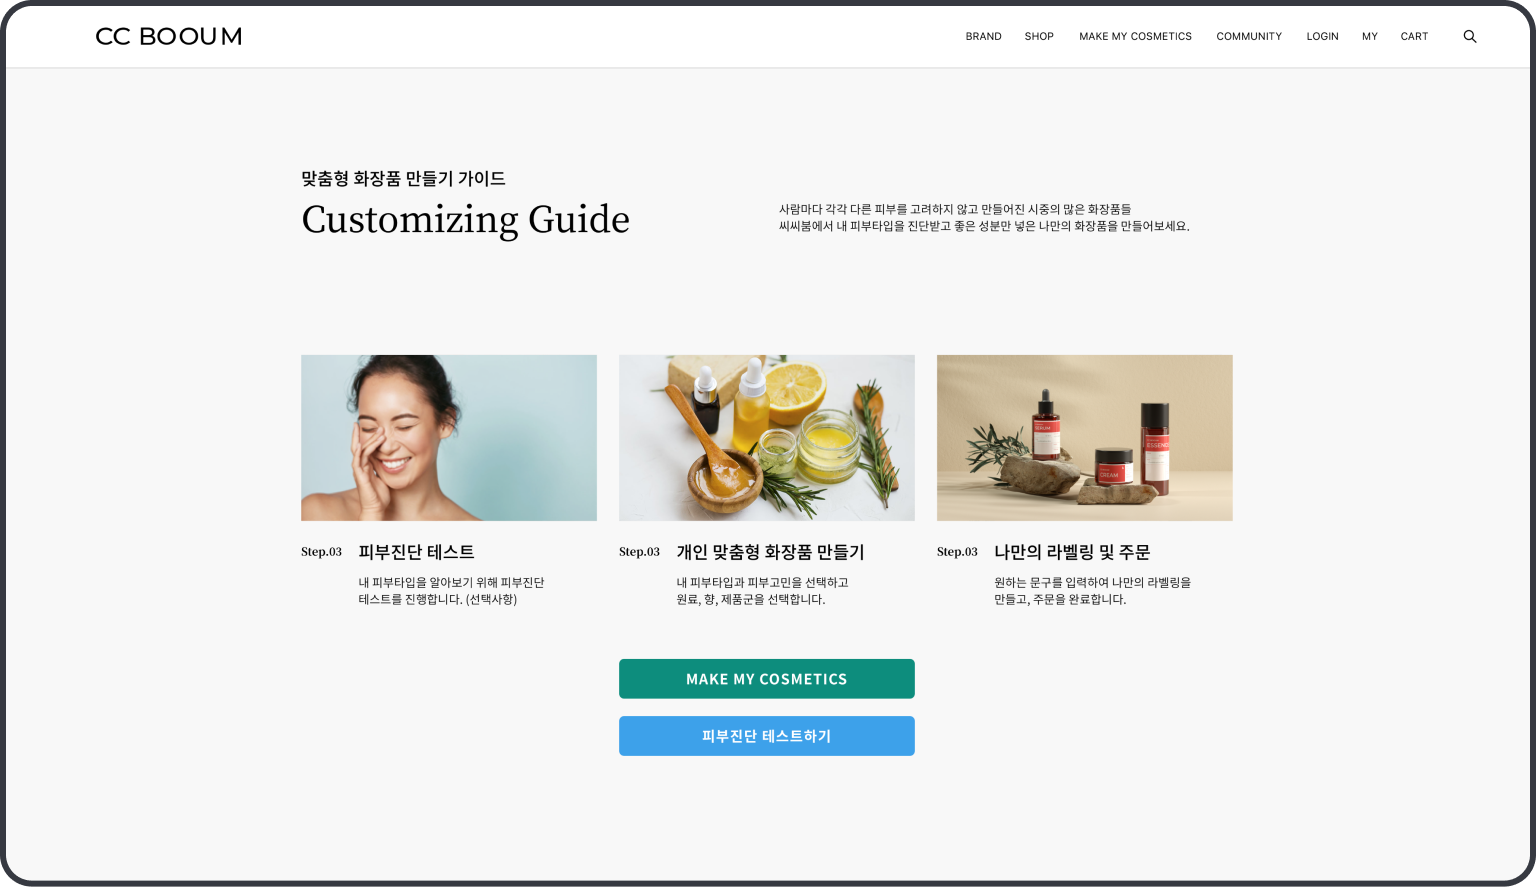 CC BOOUM
BRAND SHOP MAKE MY COSMETICS COMMUNITY LOGIN MY CART
맞춤형 화장품 만들기 가이드
Customizing Guide
사람마다 각각 다른 피부를 고려하지 않고 만들어진 시중의 많은 화장품들
씨씨붐에서 내 피부타입을 진단받고 좋은 성분만 넣은 나만의 화장품을 만들어보세요.
SERUM
ESSENCE
CREAM
Step.03 피부진단 테스트
내 피부타입을 알아보기 위해 피부진단
테스트를 진행합니다. (선택사항)
Step.03 개인 맞춤형 화장품 만들기
내 피부타입과 피부고민을 선택하고
원료, 향, 제품군을 선택합니다.
Step.03 나만의 라벨링 및 주문
원하는 문구를 입력하여 나만의 라벨링을
만들고, 주문을 완료합니다.
MAKE MY COSMETICS
피부진단 테스트하기